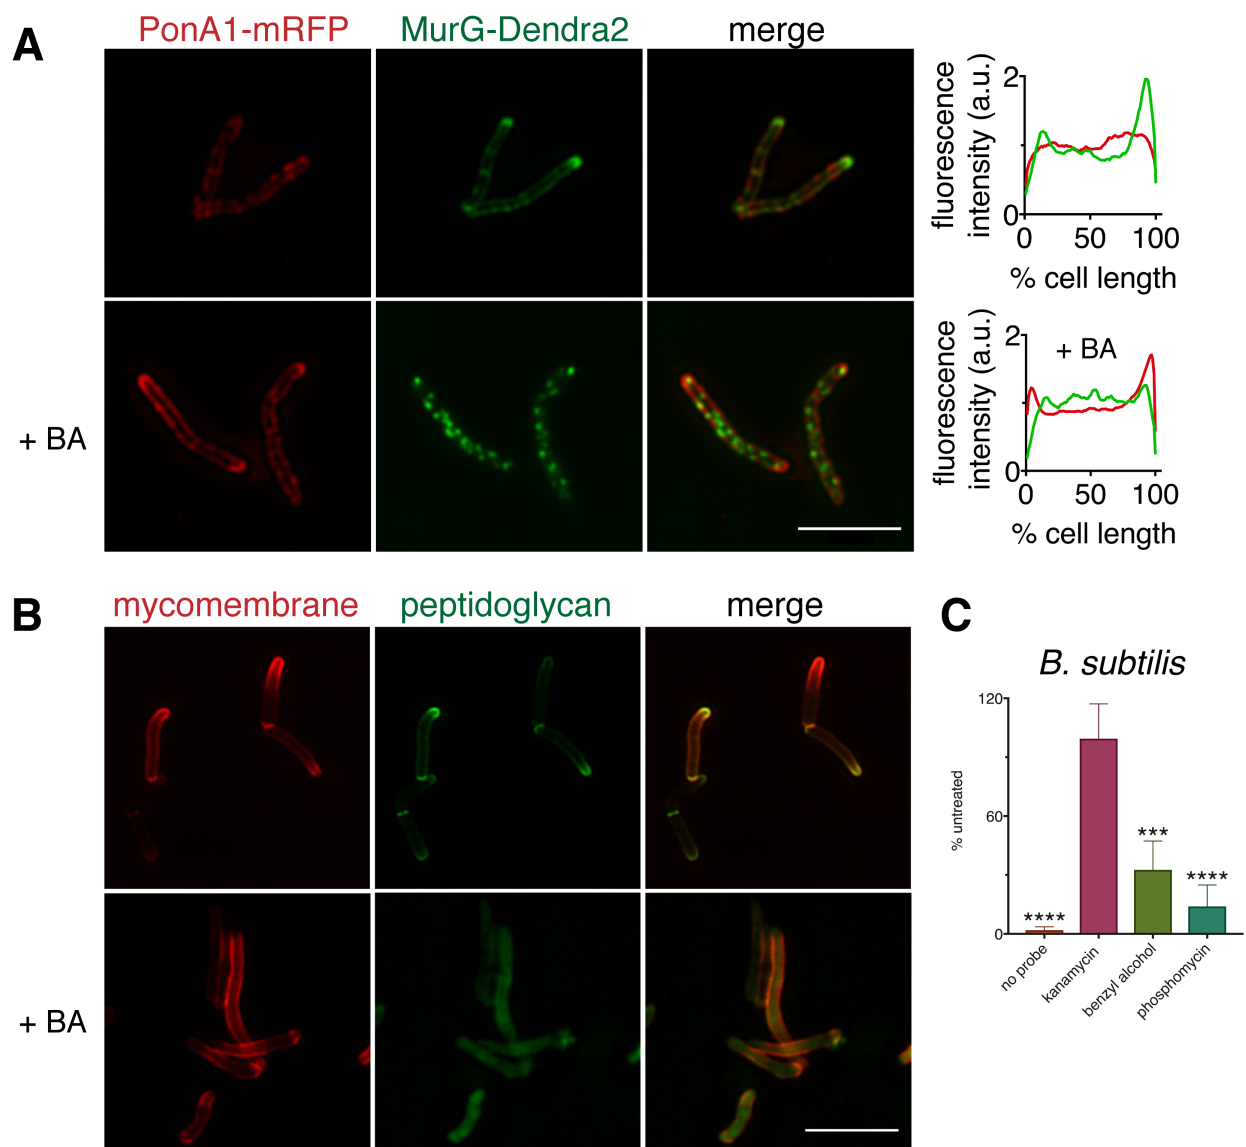 A
PonA1-mRFP
MurG-Dendra2
merge
fluorescence
intensity (a.u.)
2
0
0 50 100
% cell length
+ BA
fluorescence
intensity (a.u.)
2
+ BA
0
0 50 100
% cell length
B
mycomembrane
peptidoglycan
merge
+ BA
C
B. subtilis
% untreated
120
60
0
****
***
****
no probe
kanamycin
benzyl alcohol
phosphomycin